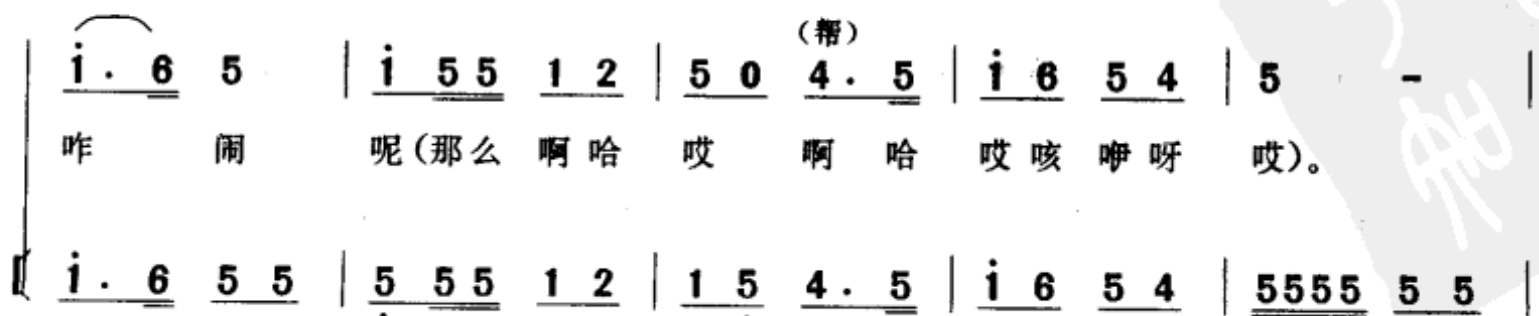 (帮)
i̇ . 6 5 | i̇ 5 5 1 2 | 5 0 4 . 5 | i̇ 6 5 4 | 5 - |
咋 闹 呢(那么 啊哈 哎 啊 哈 哎咳咿呀 哎)。
i̇ . 6 5 5 | 5 5 5 1 2 | 1 5 4 . 5 | i̇ 6 5 4 | 5555 5 5 |